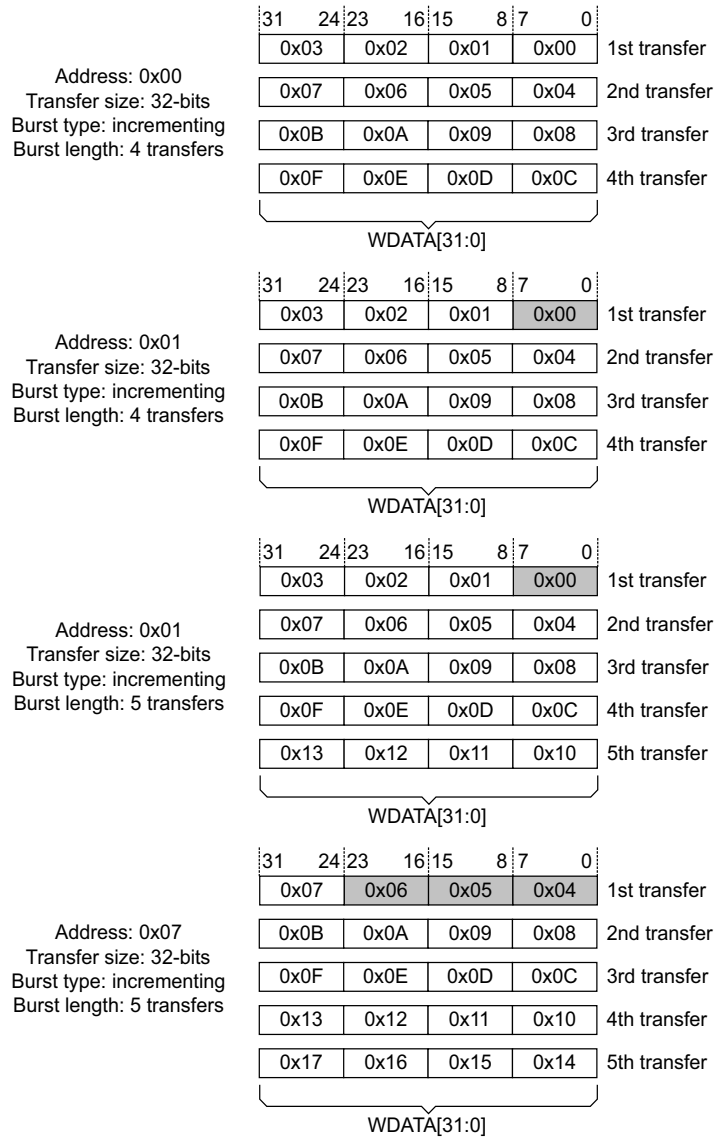 31 24 23 16 15 8 7 0
0x03 0x02 0x01 0x00 1st transfer
Address: 0x00
Transfer size: 32-bits
Burst type: incrementing
Burst length: 4 transfers
0x07 0x06 0x05 0x04 2nd transfer
0x0B 0x0A 0x09 0x08 3rd transfer
0x0F 0x0E 0x0D 0x0C 4th transfer
WDATA[31:0]
31 24 23 16 15 8 7 0
0x03 0x02 0x01 0x00 1st transfer
Address: 0x01
Transfer size: 32-bits
Burst type: incrementing
Burst length: 4 transfers
0x07 0x06 0x05 0x04 2nd transfer
0x0B 0x0A 0x09 0x08 3rd transfer
0x0F 0x0E 0x0D 0x0C 4th transfer
WDATA[31:0]
31 24 23 16 15 8 7 0
0x03 0x02 0x01 0x00 1st transfer
Address: 0x01
Transfer size: 32-bits
Burst type: incrementing
Burst length: 5 transfers
0x07 0x06 0x05 0x04 2nd transfer
0x0B 0x0A 0x09 0x08 3rd transfer
0x0F 0x0E 0x0D 0x0C 4th transfer
0x13 0x12 0x11 0x10 5th transfer
WDATA[31:0]
31 24 23 16 15 8 7 0
0x07 0x06 0x05 0x04 1st transfer
Address: 0x07
Transfer size: 32-bits
Burst type: incrementing
Burst length: 5 transfers
0x0B 0x0A 0x09 0x08 2nd transfer
0x0F 0x0E 0x0D 0x0C 3rd transfer
0x13 0x12 0x11 0x10 4th transfer
0x17 0x16 0x15 0x14 5th transfer
WDATA[31:0]